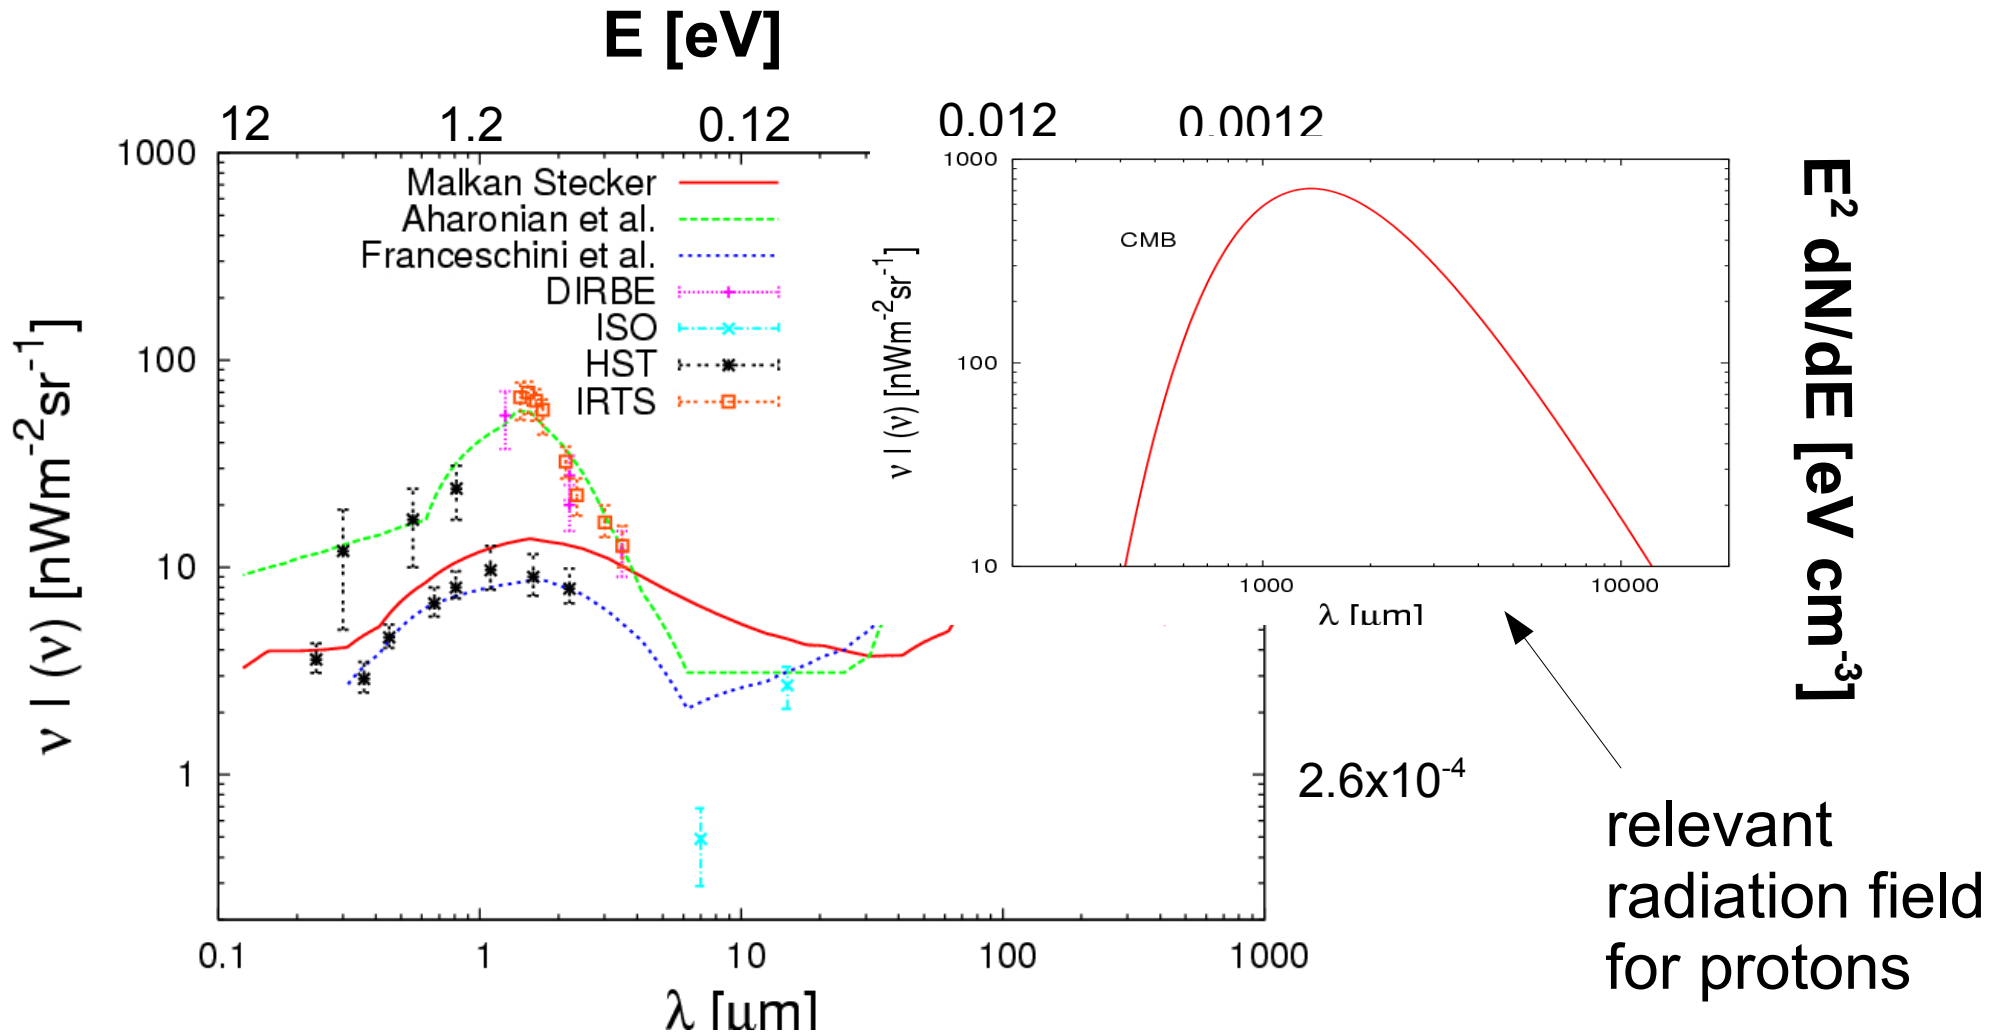 E [eV]
12 1.2 0.12 0.012 0.0012
1000
100
10
1
Malkan Stecker
Aharonian et al.
Franceschini et al.
DIRBE
ISO
HST
IRTS
ν I (ν) [nWm⁻²sr⁻¹]
0.1 1 10 100 1000
λ [μm]
1000
100
10
CMB
ν I (ν) [nWm⁻²sr⁻¹]
1000 10000
λ [μm]
E² dN/dE [eV cm⁻³]
2.6x10⁻⁴
relevant
radiation field
for protons